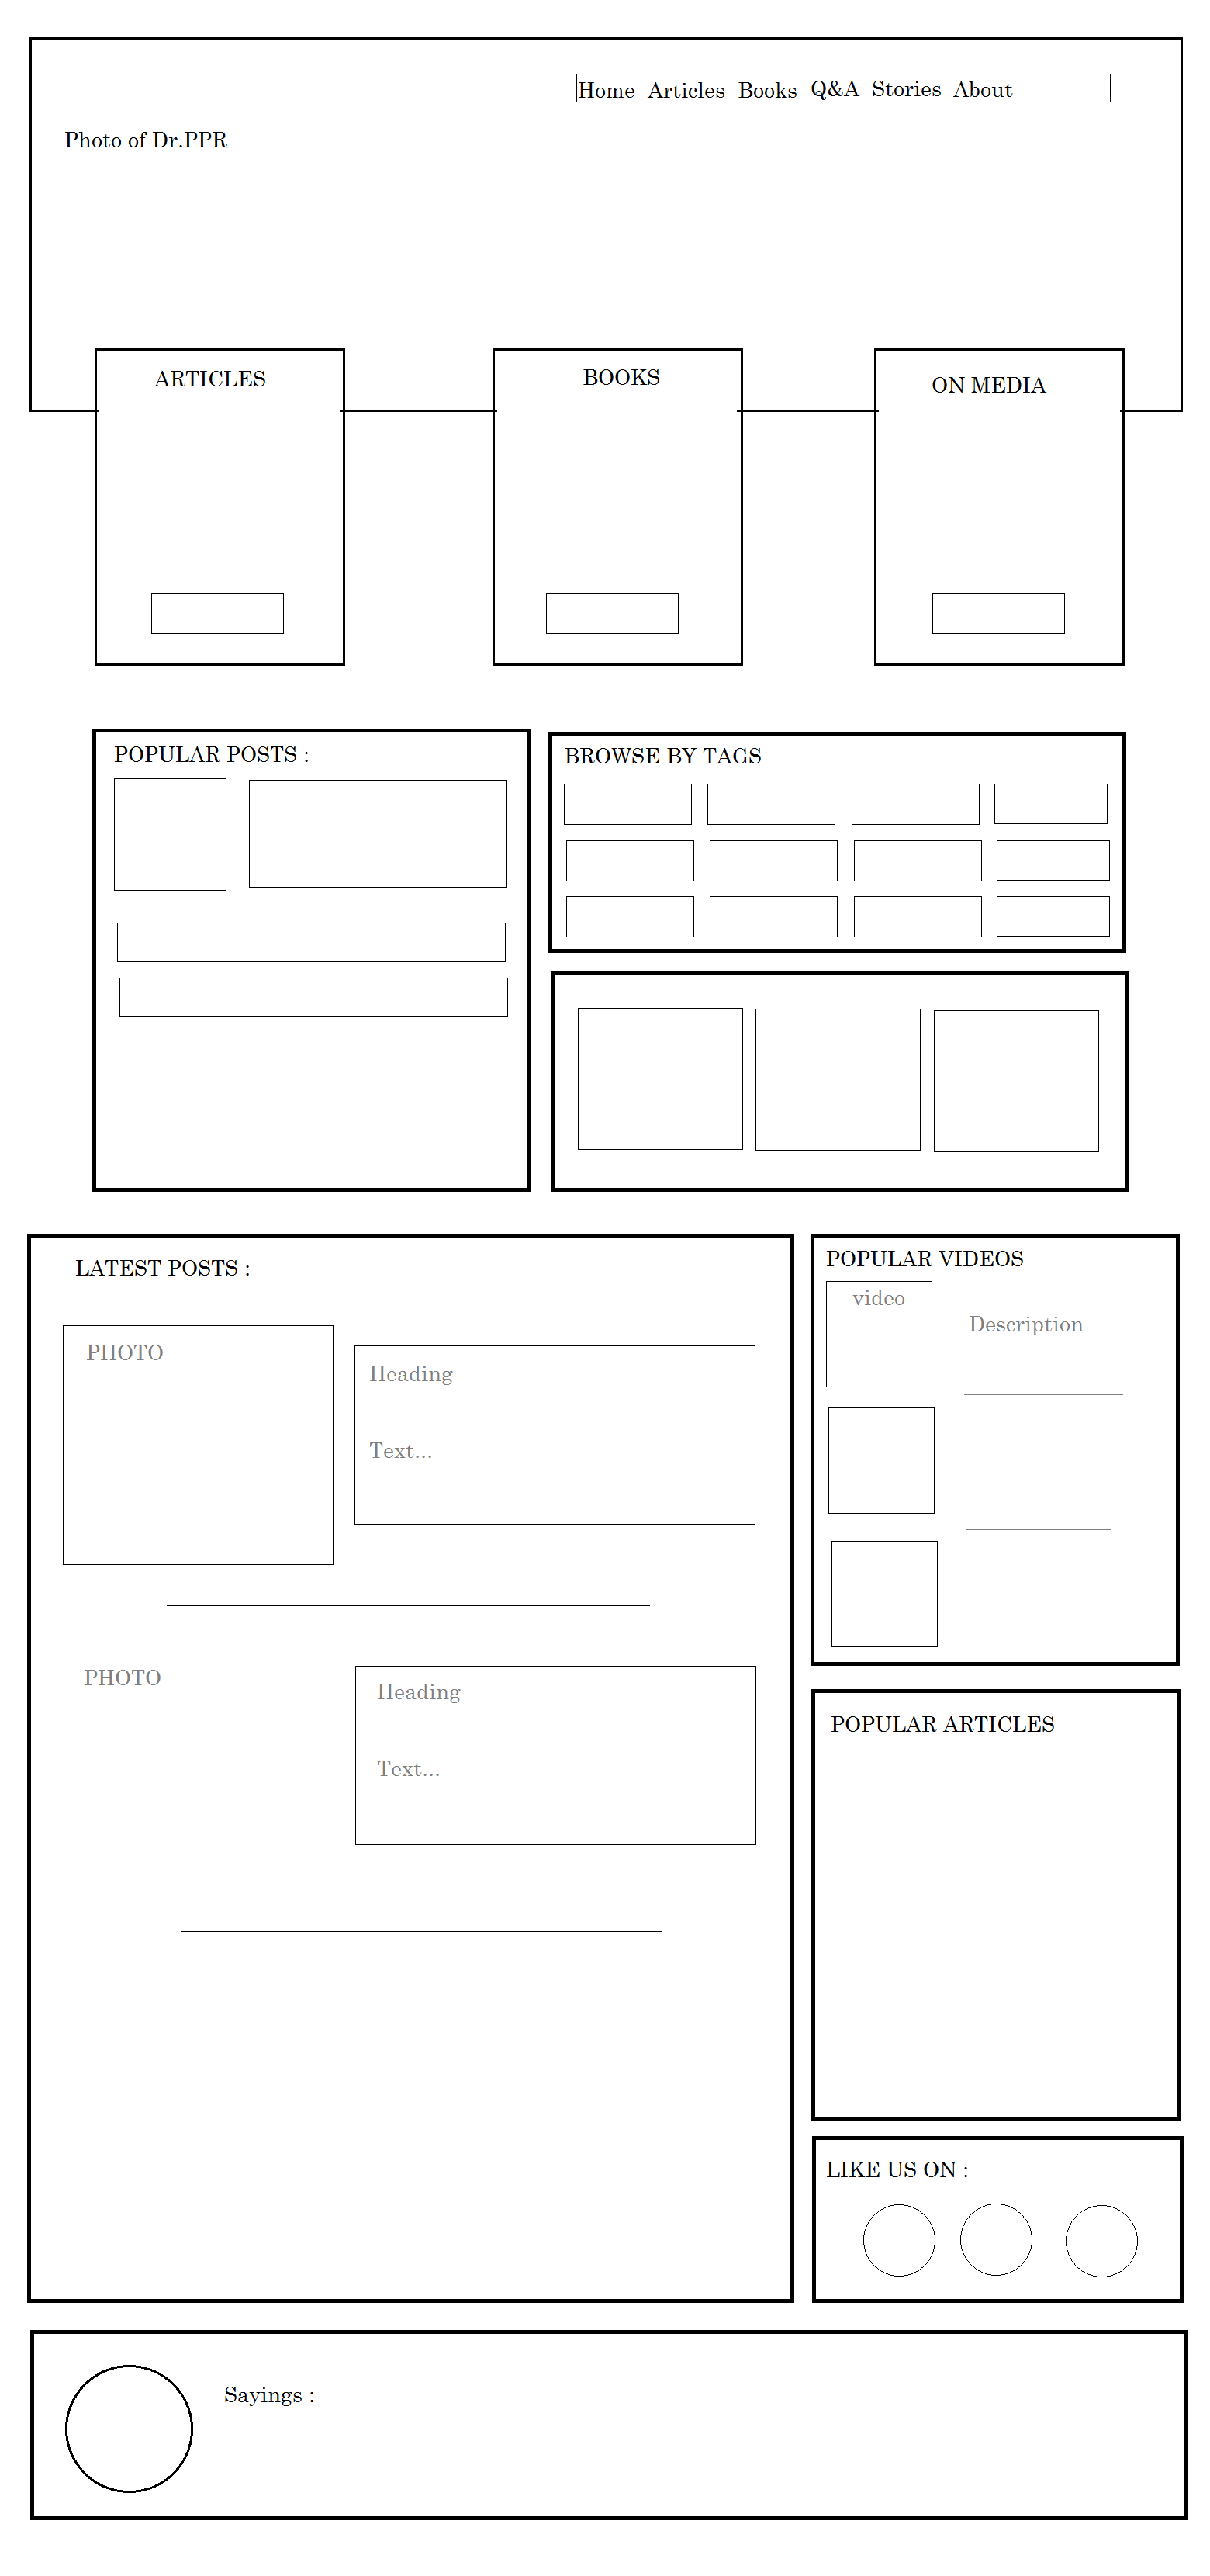 Home Articles Books Q&A Stories About
Photo of Dr.PPR
ARTICLES
BOOKS
ON MEDIA
POPULAR POSTS :
BROWSE BY TAGS
LATEST POSTS :
PHOTO
Heading
Text...
PHOTO
Heading
Text...
POPULAR VIDEOS
video
Description
POPULAR ARTICLES
LIKE US ON :
Sayings :